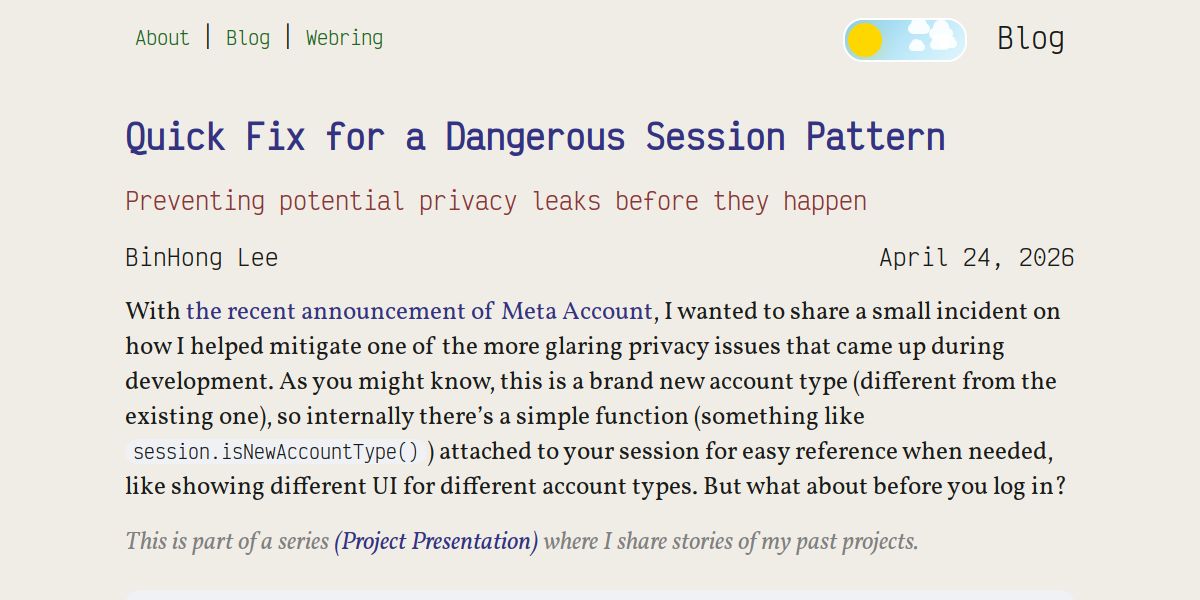 About | Blog | Webring
Blog
Quick Fix for a Dangerous Session Pattern
Preventing potential privacy leaks before they happen
BinHong Lee
April 24, 2026
With the recent announcement of Meta Account, I wanted to share a small incident on
how I helped mitigate one of the more glaring privacy issues that came up during
development. As you might know, this is a brand new account type (different from the
existing one), so internally there’s a simple function (something like
session.isNewAccountType() ) attached to your session for easy reference when needed,
like showing different UI for different account types. But what about before you log in?
This is part of a series (Project Presentation) where I share stories of my past projects.